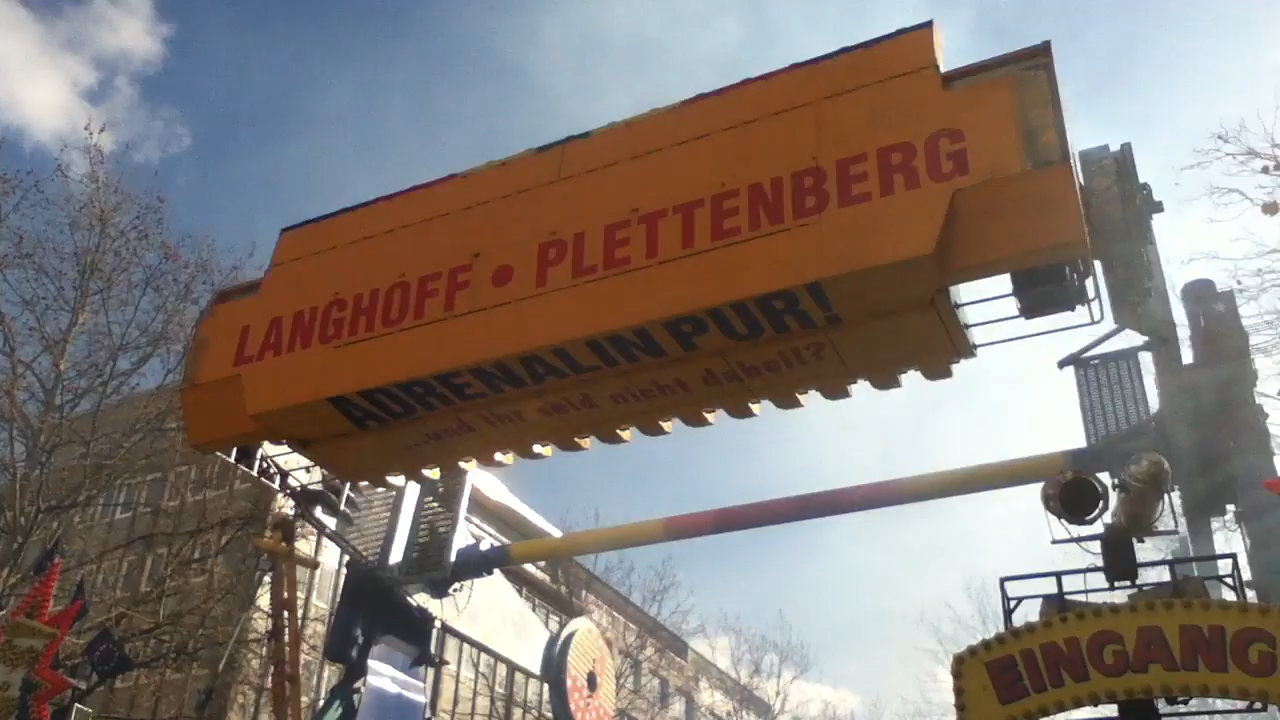 LANGHOFF • PLETTENBERG
ADRENALIN PUR!
...und ihr seid nicht dabei!?
EINGANG